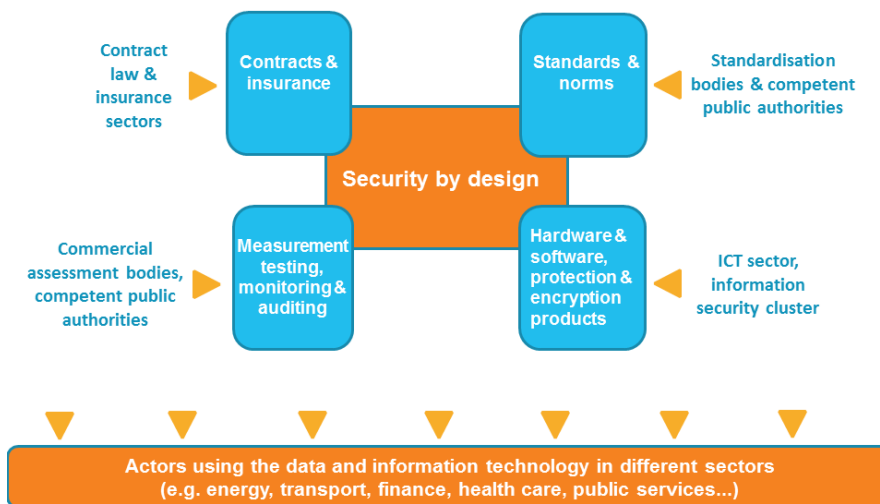 Contract
law &
insurance
sectors
Contracts &
insurance
Standards &
norms
Standardisation
bodies & competent
public authorities
Security by design
Commercial
assessment bodies,
competent public
authorities
Measurement
testing,
monitoring &
auditing
Hardware &
software,
protection &
encryption
products
ICT sector,
information
security cluster
Actors using the data and information technology in different sectors
(e.g. energy, transport, finance, health care, public services...)